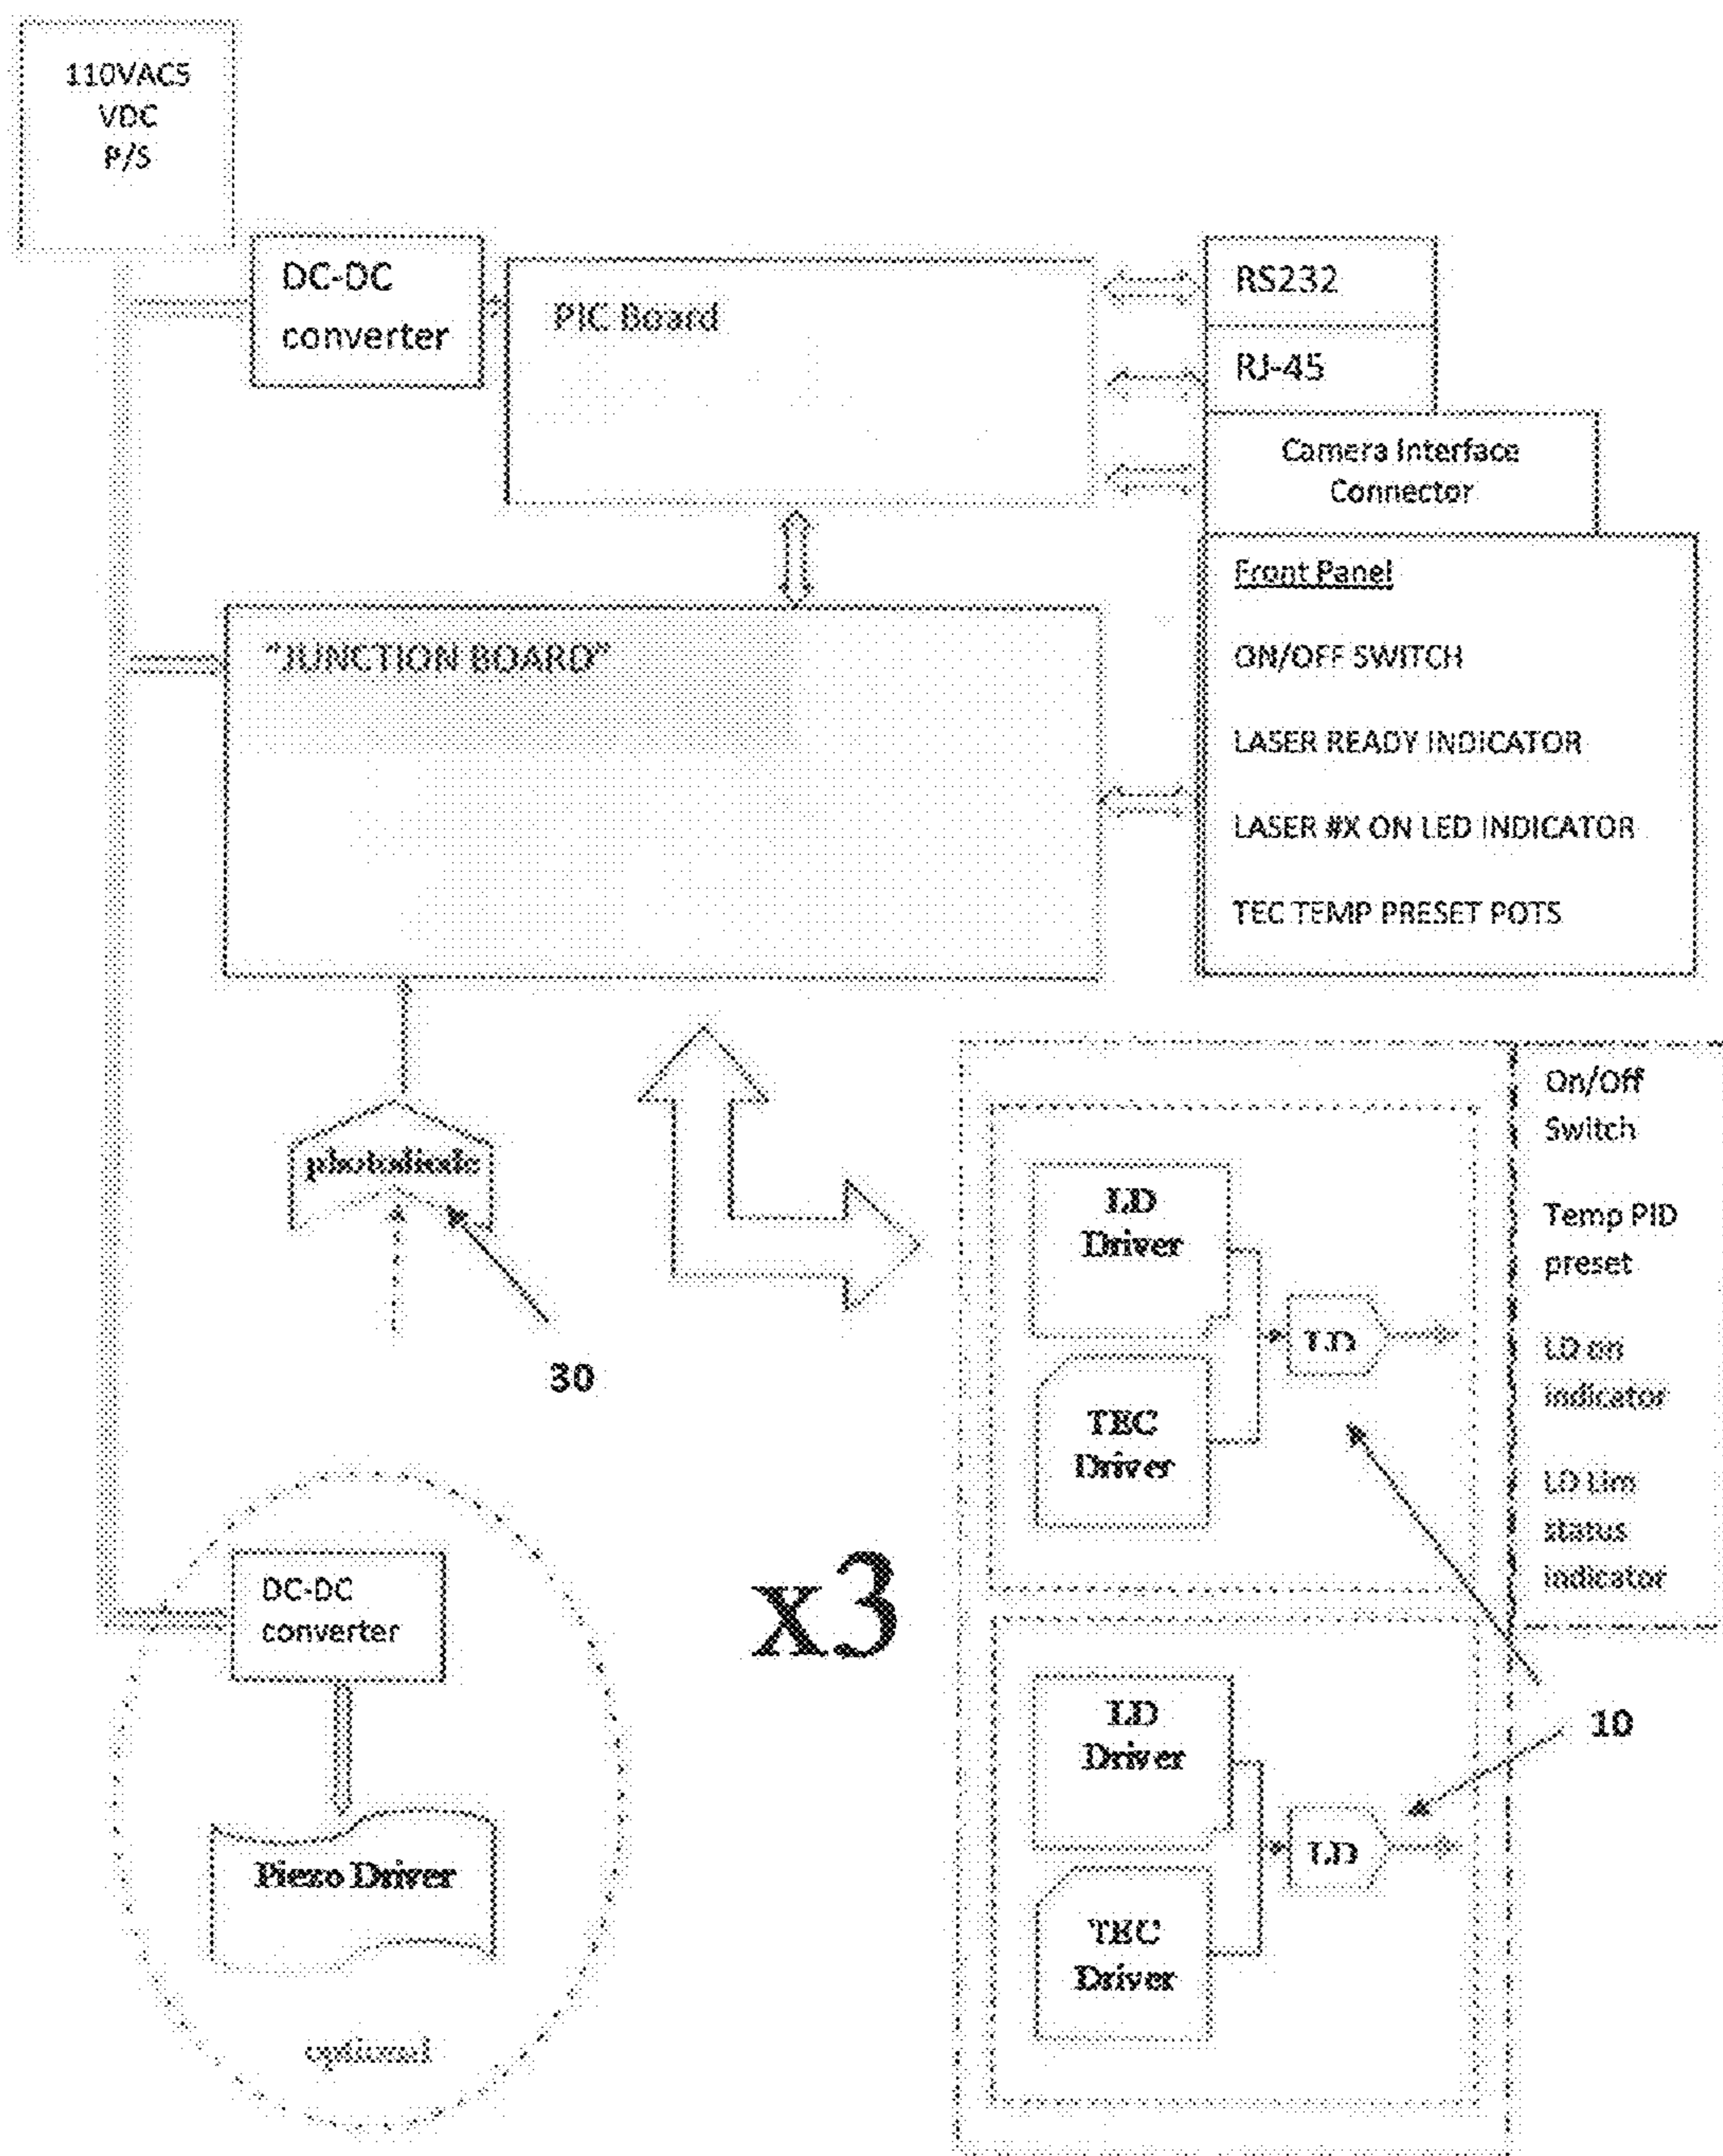 110VAC5
VDC
P/S
DC-DC
converter
PIC Board
RS232
RJ-45
Camera Interface
Connector
Front Panel
ON/OFF SWITCH
LASER READY INDICATOR
LASER #X ON LED INDICATOR
TEC TEMP PRESET POTS
"JUNCTION BOARD"
photodiode
30
LD
Driver
TEC
Driver
LD
On/Off
Switch
Temp PID
preset
LD on
indicator
LD Lim
status
indicator
x3
DC-DC
converter
Piezo Driver
optional
LD
Driver
TEC
Driver
LD
10